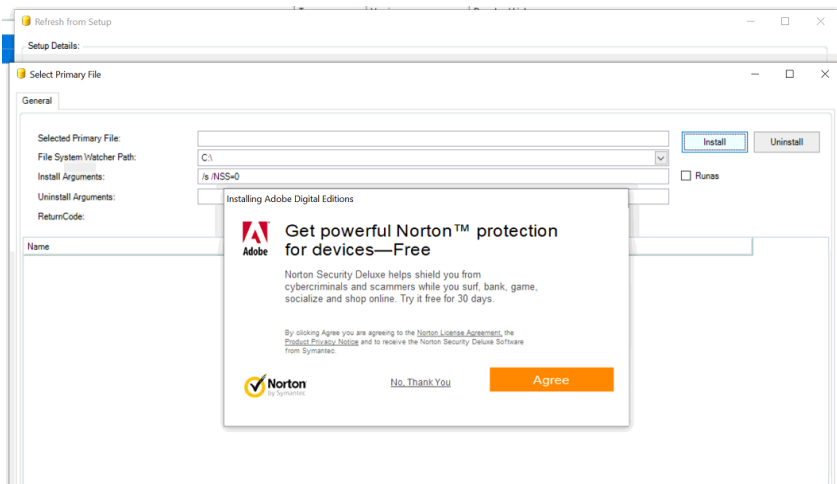 Refresh from Setup
Setup Details:
Select Primary File
General
Selected Primary File:
Install
Uninstall
File System Watcher Path:
C:\
Install Arguments:
/s /NSS=0
Runas
Uninstall Arguments:
ReturnCode:
Name
Installing Adobe Digital Editions
Adobe
Get powerful Norton™ protection
for devices—Free
Norton Security Deluxe helps shield you from
cybercriminals and scammers while you surf, bank, game,
socialize and shop online. Try it free for 30 days.
By clicking Agree you are agreeing to the Norton License Agreement, the
Product Privacy Notice and to receive the Norton Security Deluxe Software
from Symantec.
Norton
by Symantec
No, Thank You
Agree